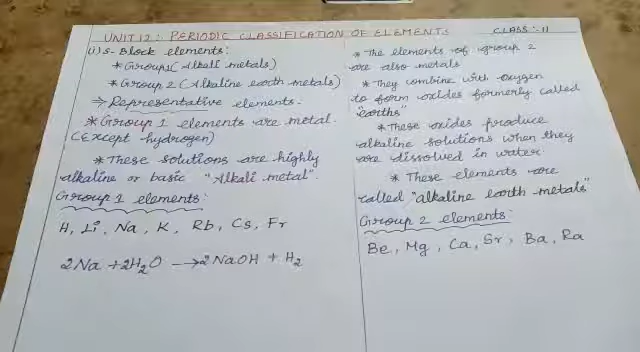 UNIT 12: PERIODIC CLASSIFICATION OF ELEMENTS CLASS:-11
(i) S-Block elements:
* Group 1 (Alkali metals)
* Group 2 (Alkaline earth metals)
⇒ Representative elements.
* Group 1 elements are metal
(Except hydrogen)
* These solutions are highly
alkaline or basic "Alkali metal".
Group 1 elements:
H, Li, Na, K, Rb, Cs, Fr
2Na + 2H₂O → 2NaOH + H₂
* The elements of group 2
are also metals
* They combine with oxygen
to form oxides formerly called
"earths"
* These oxides produce
alkaline solutions when they
are dissolved in water.
* These elements are
called "alkaline earth metals"
Group 2 elements:
Be, Mg, Ca, Sr, Ba, Ra